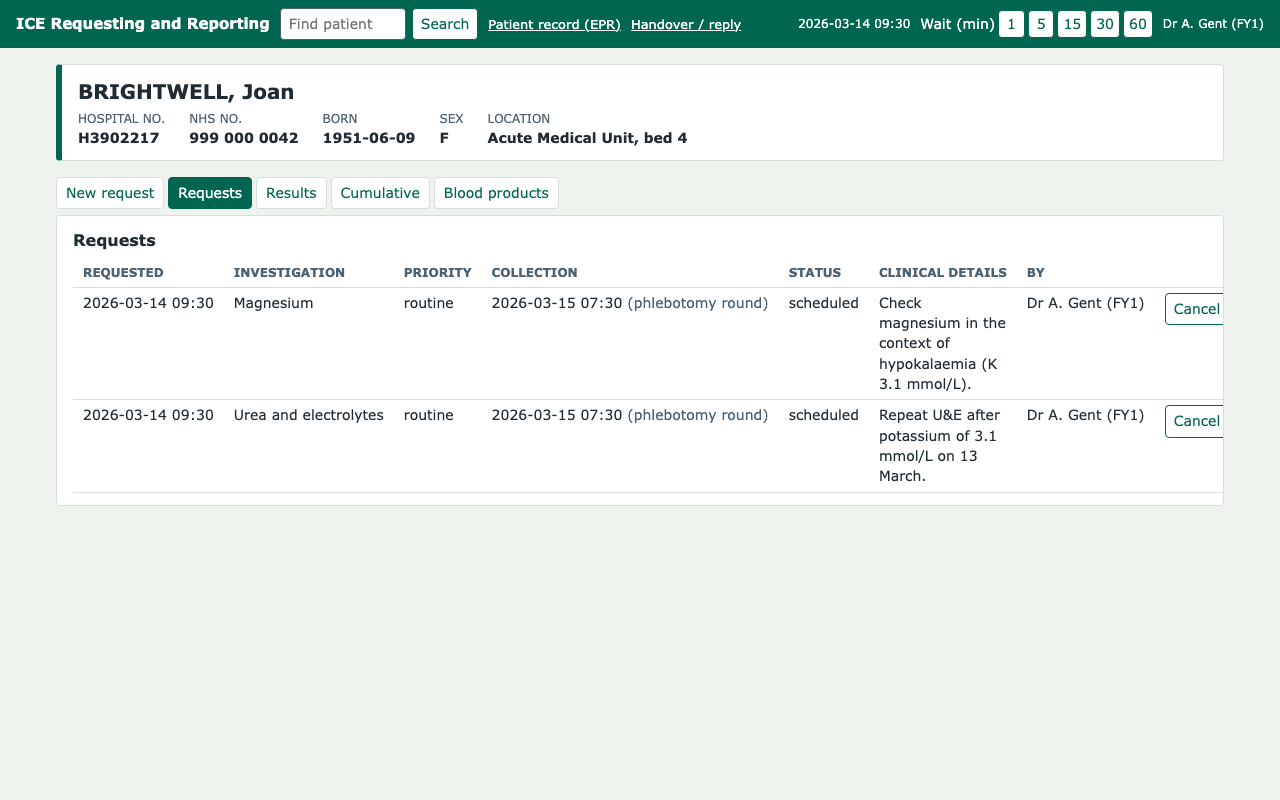 ICE Requesting and Reporting Find patient Search Patient record (EPR) Handover / reply 2026-03-14 09:30 Wait (min) 1 5 15 30 60 Dr A. Gent (FY1)
BRIGHTWELL, Joan
HOSPITAL NO. NHS NO. BORN SEX LOCATION
H3902217 999 000 0042 1951-06-09 F Acute Medical Unit, bed 4
New request Requests Results Cumulative Blood products
Requests
REQUESTED INVESTIGATION PRIORITY COLLECTION STATUS CLINICAL DETAILS BY
2026-03-14 09:30 Magnesium routine 2026-03-15 07:30 (phlebotomy round) scheduled Check Dr A. Gent (FY1) Cancel
magnesium in the
context of
hypokalaemia (K
3.1 mmol/L).
2026-03-14 09:30 Urea and electrolytes routine 2026-03-15 07:30 (phlebotomy round) scheduled Repeat U&E after Dr A. Gent (FY1) Cancel
potassium of 3.1
mmol/L on 13
March.